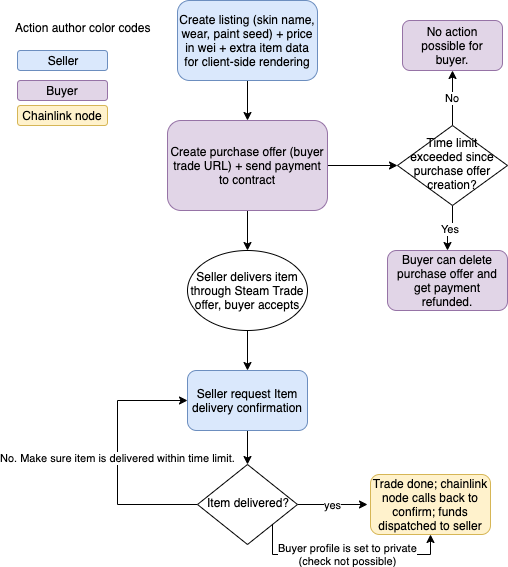 Action author color codes
Seller
Buyer
Chainlink node
Create listing (skin name,
wear, paint seed) + price
in wei + extra item data
for client-side rendering
No action
possible for
buyer.
No
Create purchase offer (buyer
trade URL) + send payment
to contract
Time limit
exceeded since
purchase offer
creation?
Yes
Buyer can delete
purchase offer and
get payment
refunded.
Seller delivers item
through Steam Trade
offer, buyer accepts
Seller request Item
delivery confirmation
No. Make sure item is delivered within time limit.
Item delivered?
yes
Trade done; chainlink
node calls back to
confirm; funds
dispatched to seller
Buyer profile is set to private
(check not possible)